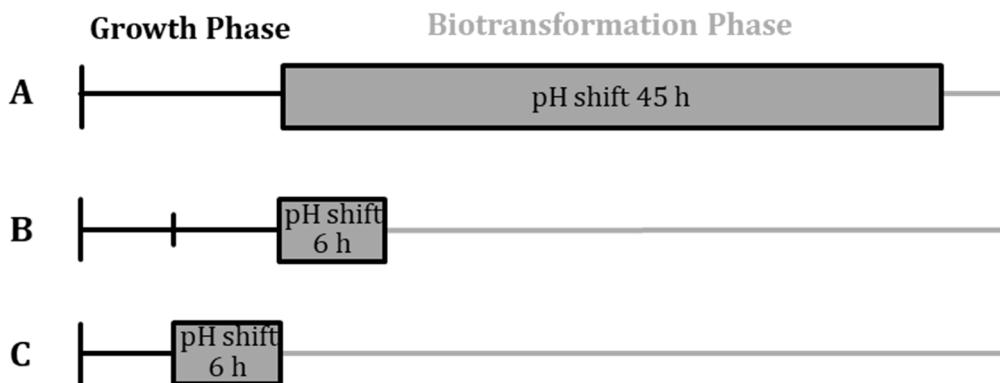 Growth Phase
Biotransformation Phase
A
pH shift 45 h
B
pH shift
6 h
C
pH shift
6 h